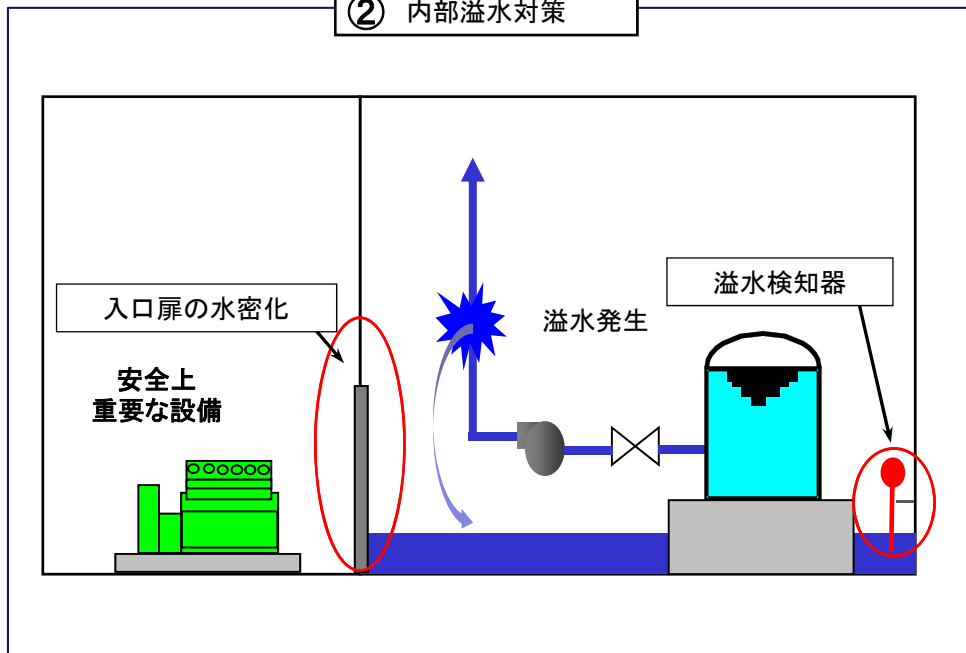 ② 内部溢水対策
溢水検知器
入口扉の水密化
溢水発生
安全上
重要な設備